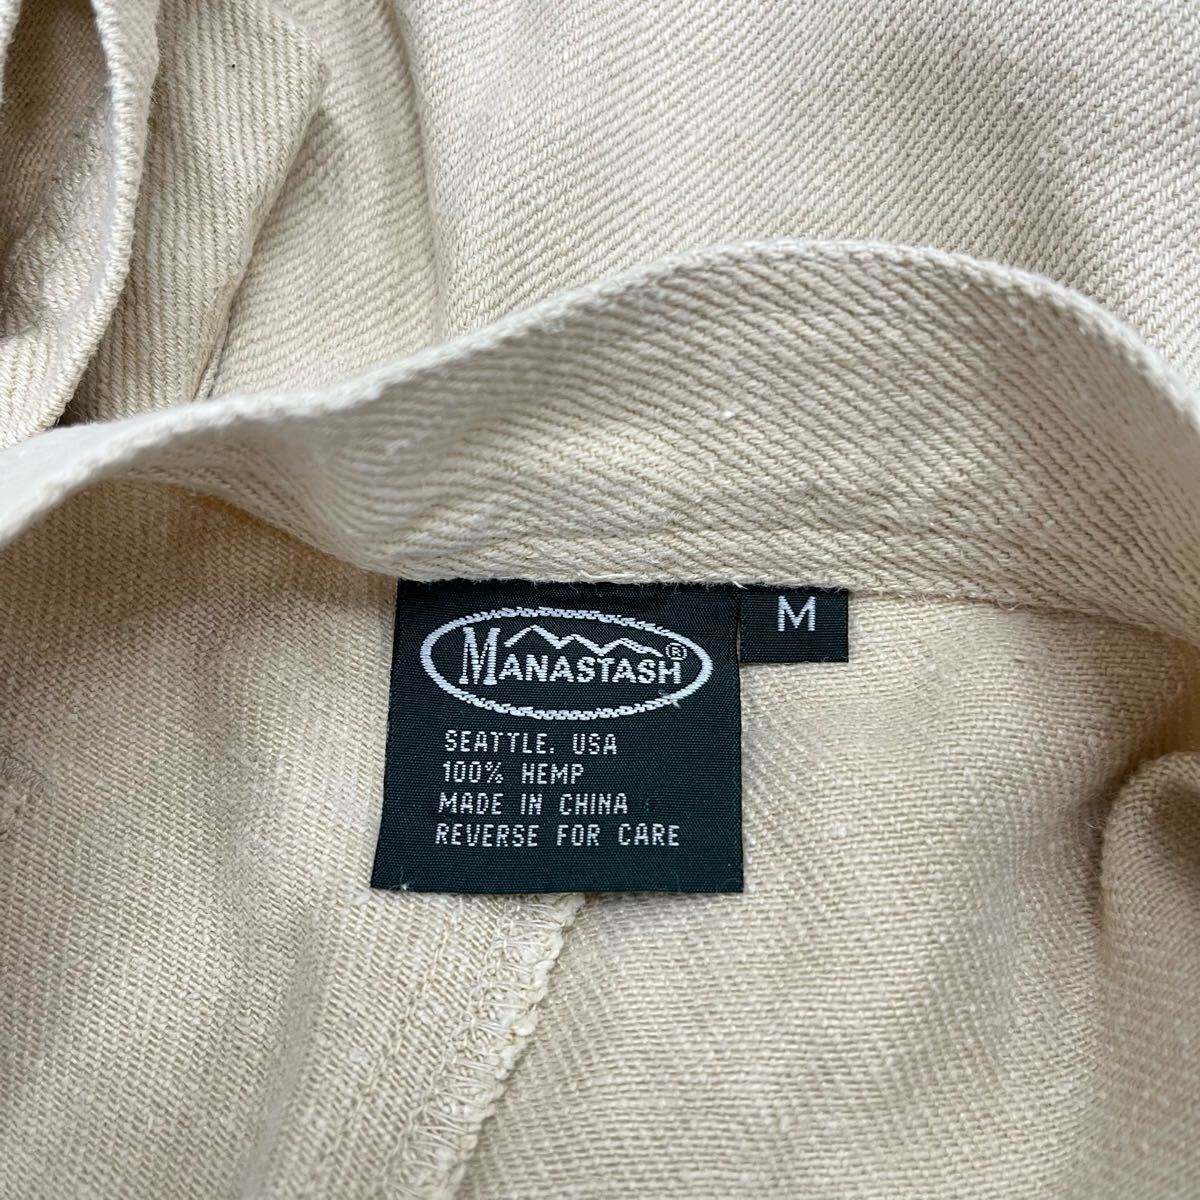 MANASTASH®
M
SEATTLE, USA
100% HEMP
MADE IN CHINA
REVERSE FOR CARE